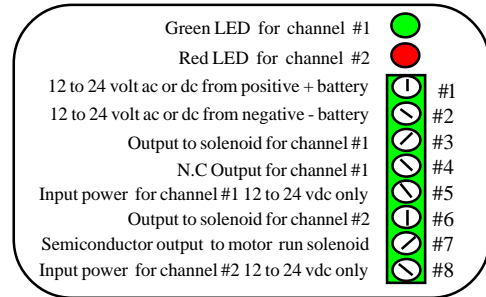 Green LED for channel #1
Red LED for channel #2
12 to 24 volt ac or dc from positive + battery #1
12 to 24 volt ac or dc from negative - battery #2
Output to solenoid for channel #1 #3
N.C Output for channel #1 #4
Input power for channel #1 12 to 24 vdc only #5
Output to solenoid for channel #2 #6
Semiconductor output to motor run solenoid #7
Input power for channel #2 12 to 24 vdc only #8